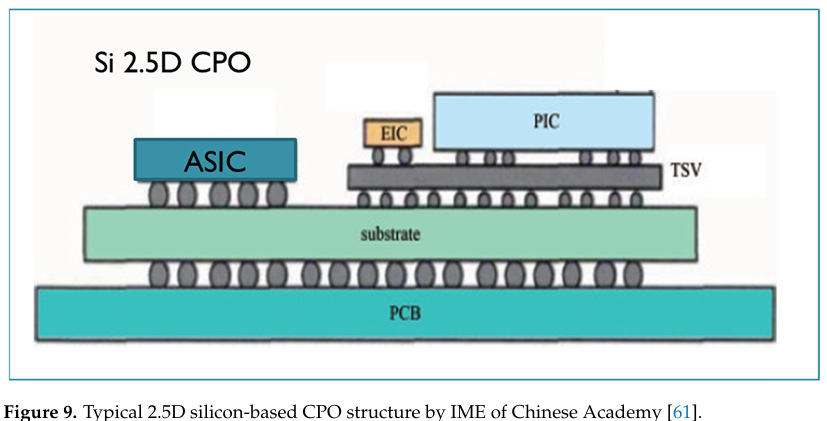 Si 2.5D CPO
EIC
PIC
ASIC
TSV
substrate
PCB
Figure 9. Typical 2.5D silicon-based CPO structure by IME of Chinese Academy [61].